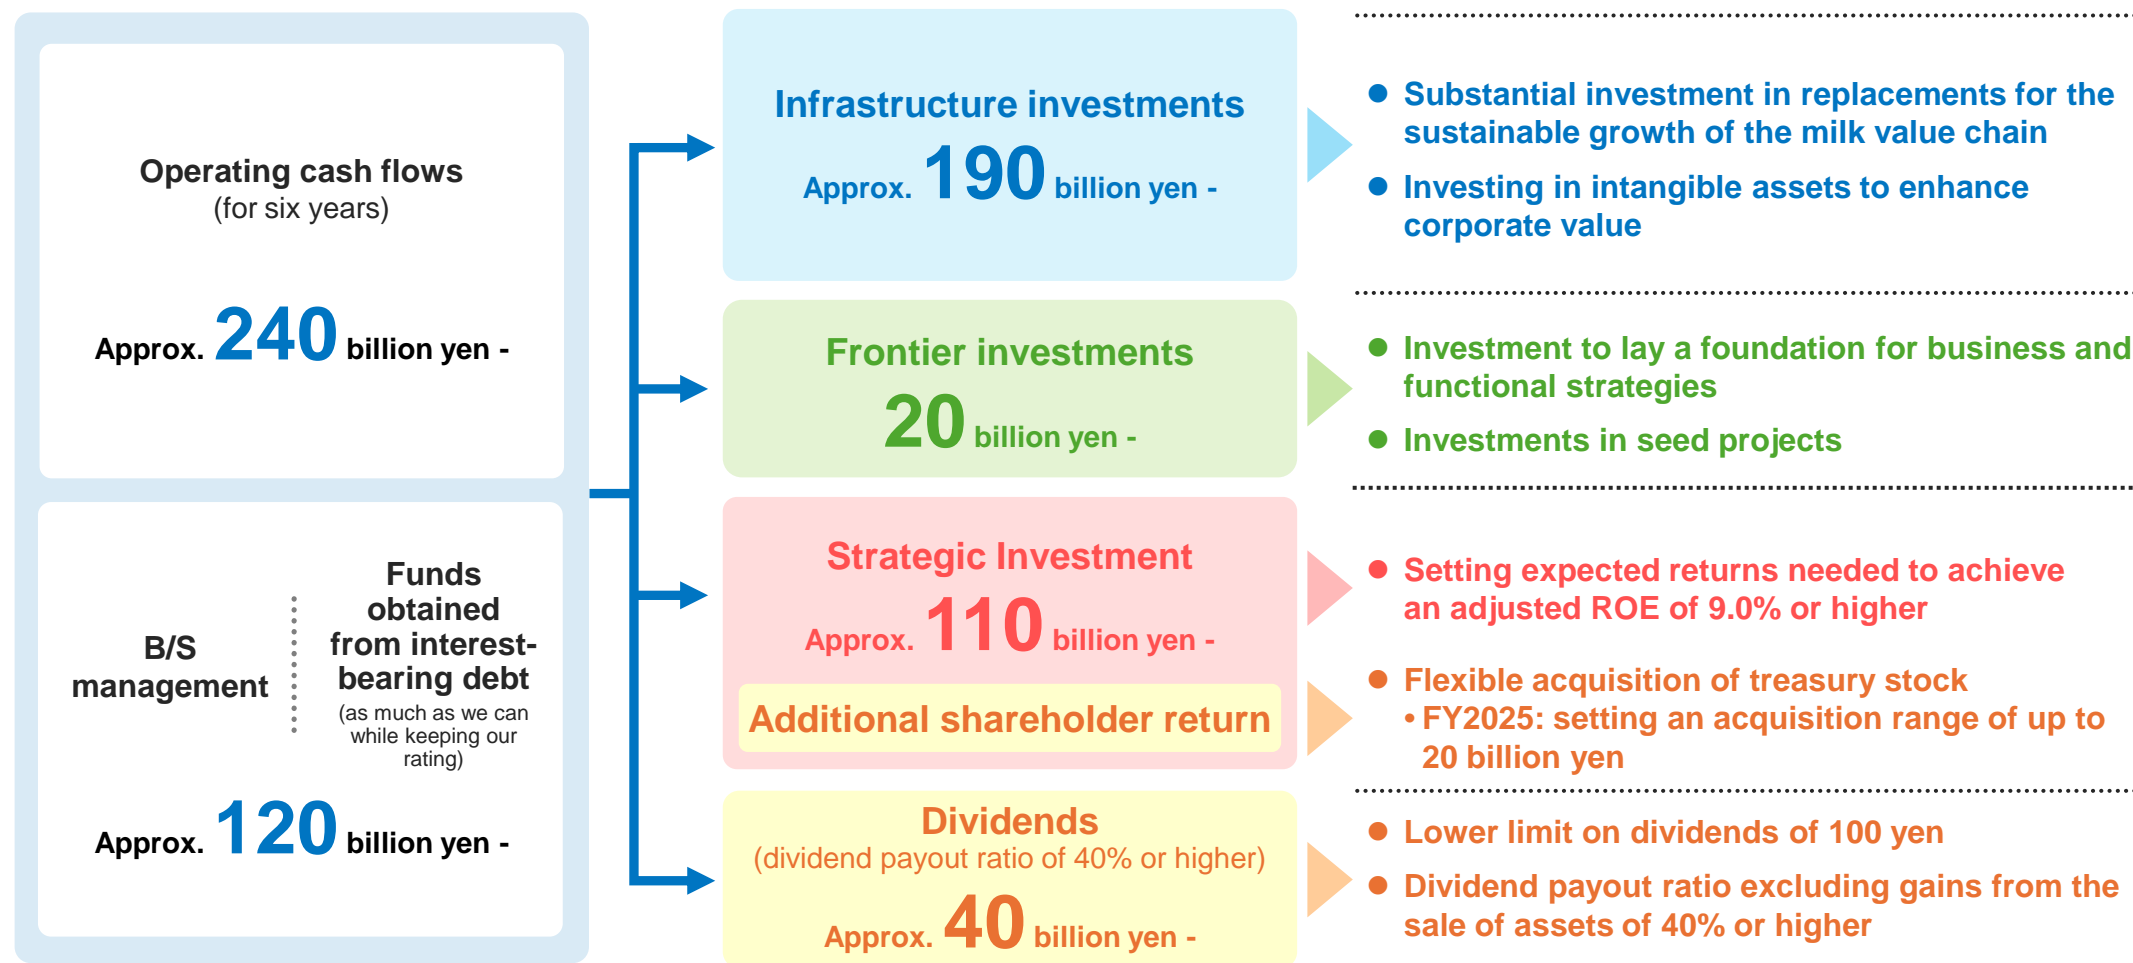 Operating cash flows
(for six years)
Approx. 240 billion yen -
B/S
management
Funds
obtained
from interest-
bearing debt
(as much as we can
while keeping our
rating)
Approx. 120 billion yen -
Infrastructure investments
Approx. 190 billion yen -
● Substantial investment in replacements for the
sustainable growth of the milk value chain
● Investing in intangible assets to enhance
corporate value
Frontier investments
20 billion yen -
● Investment to lay a foundation for business and
functional strategies
● Investments in seed projects
Strategic Investment
Approx. 110 billion yen -
● Setting expected returns needed to achieve
an adjusted ROE of 9.0% or higher
Additional shareholder return
● Flexible acquisition of treasury stock
• FY2025: setting an acquisition range of up to
20 billion yen
Dividends
(dividend payout ratio of 40% or higher)
Approx. 40 billion yen -
● Lower limit on dividends of 100 yen
● Dividend payout ratio excluding gains from the
sale of assets of 40% or higher